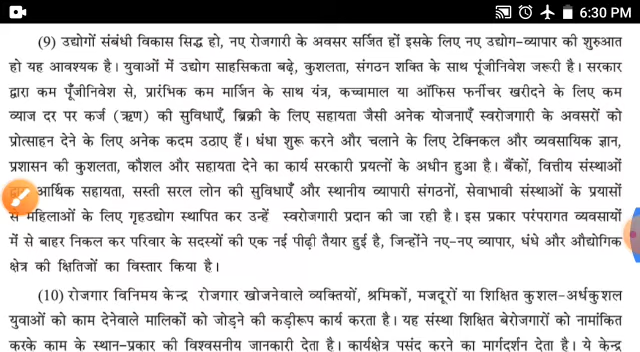 6:30 PM
(9) उद्योगों संबंधी विकास सिद्ध हो, नए रोजगारी के अवसर सर्जित हों इसके लिए नए उद्योग-व्यापार की शुरुआत
हो यह आवश्यक है। युवाओं में उद्योग साहसिकता बढ़े, कुशलता, संगठन शक्ति के साथ पूंजीनिवेश जरूरी है। सरकार
द्वारा कम पूँजीनिवेश से, प्रारंभिक कम मार्जिन के साथ यंत्र, कच्चामाल या ऑफिस फर्नीचर खरीदने के लिए कम
व्याज दर पर कर्ज (ऋण) की सुविधाएँ, ब्रिक्री के लिए सहायता जैसी अनेक योजनाएँ स्वरोजगारी के अवसरों को
प्रोत्साहन देने के लिए अनेक कदम उठाए हैं। धंधा शुरू करने और चलाने के लिए टेक्निकल और व्यवसायिक ज्ञान,
प्रशासन की कुशलता, कौशल और सहायता देने का कार्य सरकारी प्रयत्नों के अधीन हुआ है। बैंकों, वित्तीय संस्थाओं
आर्थिक सहायता, सस्ती सरल लोन की सुविधाएँ और स्थानीय व्यापारी संगठनों, सेवाभावी संस्थाओं के प्रयासों
से महिलाओं के लिए गृहउद्योग स्थापित कर उन्हें स्वरोजगारी प्रदान की जा रही है। इस प्रकार परंपरागत व्यवसायों
में से बाहर निकल कर परिवार के सदस्यों की एक नई पीढ़ी तैयार हुई है, जिन्होंने नए-नए व्यापार, धंधे और औद्योगिक
क्षेत्र की क्षितिजों का विस्तार किया है।
(10) रोजगार विनिमय केन्द्र रोजगार खोजनेवाले व्यक्तियों, श्रमिकों, मजदूरों या शिक्षित कुशल-अर्धकुशल
युवाओं को काम देनेवाले मालिकों को जोड़ने की कड़ीरूप कार्य करता है। यह संस्था शिक्षित बेरोजगारों को नामांकित
करके काम के स्थान-प्रकार की विश्वसनीय जानकारी देता है। कार्यक्षेत्र पसंद करने का मार्गदर्शन देता है। ये केन्द्र